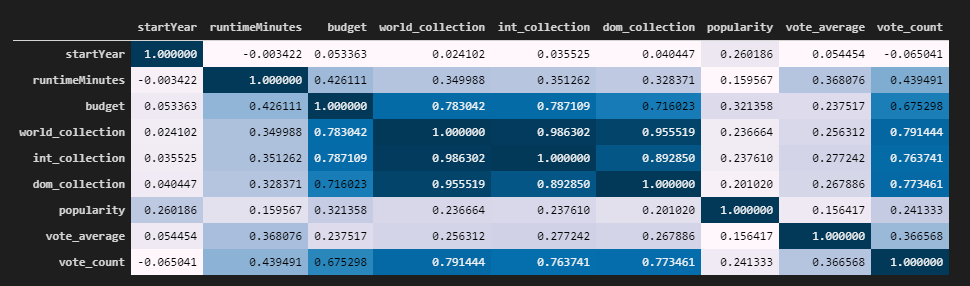 startYear runtimeMinutes budget world_collection int_collection dom_collection popularity vote_average vote_count
startYear 1.000000 -0.003422 0.053363 0.024102 0.035525 0.040447 0.260186 0.054454 -0.065041
runtimeMinutes -0.003422 1.000000 0.426111 0.349988 0.351262 0.328371 0.159567 0.368076 0.439491
budget 0.053363 0.426111 1.000000 0.783042 0.787109 0.716023 0.321358 0.237517 0.675298
world_collection 0.024102 0.349988 0.783042 1.000000 0.986302 0.955519 0.236664 0.256312 0.791444
int_collection 0.035525 0.351262 0.787109 0.986302 1.000000 0.892850 0.237610 0.277242 0.763741
dom_collection 0.040447 0.328371 0.716023 0.955519 0.892850 1.000000 0.201020 0.267886 0.773461
popularity 0.260186 0.159567 0.321358 0.236664 0.237610 0.201020 1.000000 0.156417 0.241333
vote_average 0.054454 0.368076 0.237517 0.256312 0.277242 0.267886 0.156417 1.000000 0.366568
vote_count -0.065041 0.439491 0.675298 0.791444 0.763741 0.773461 0.241333 0.366568 1.000000